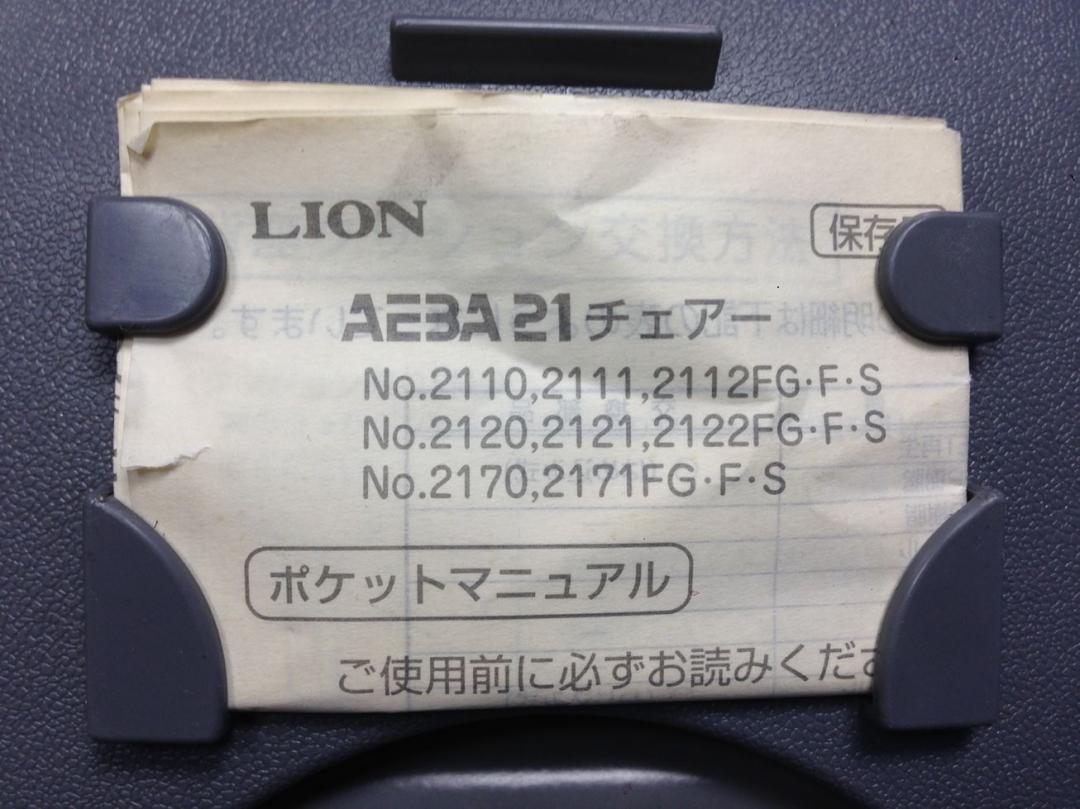 LION
保存
AEBA 21 チェアー
No.2110,2111,2112FG・F・S
No.2120,2121,2122FG・F・S
No.2170,2171FG・F・S
ポケットマニュアル
ご使用前に必ずお読みくださ